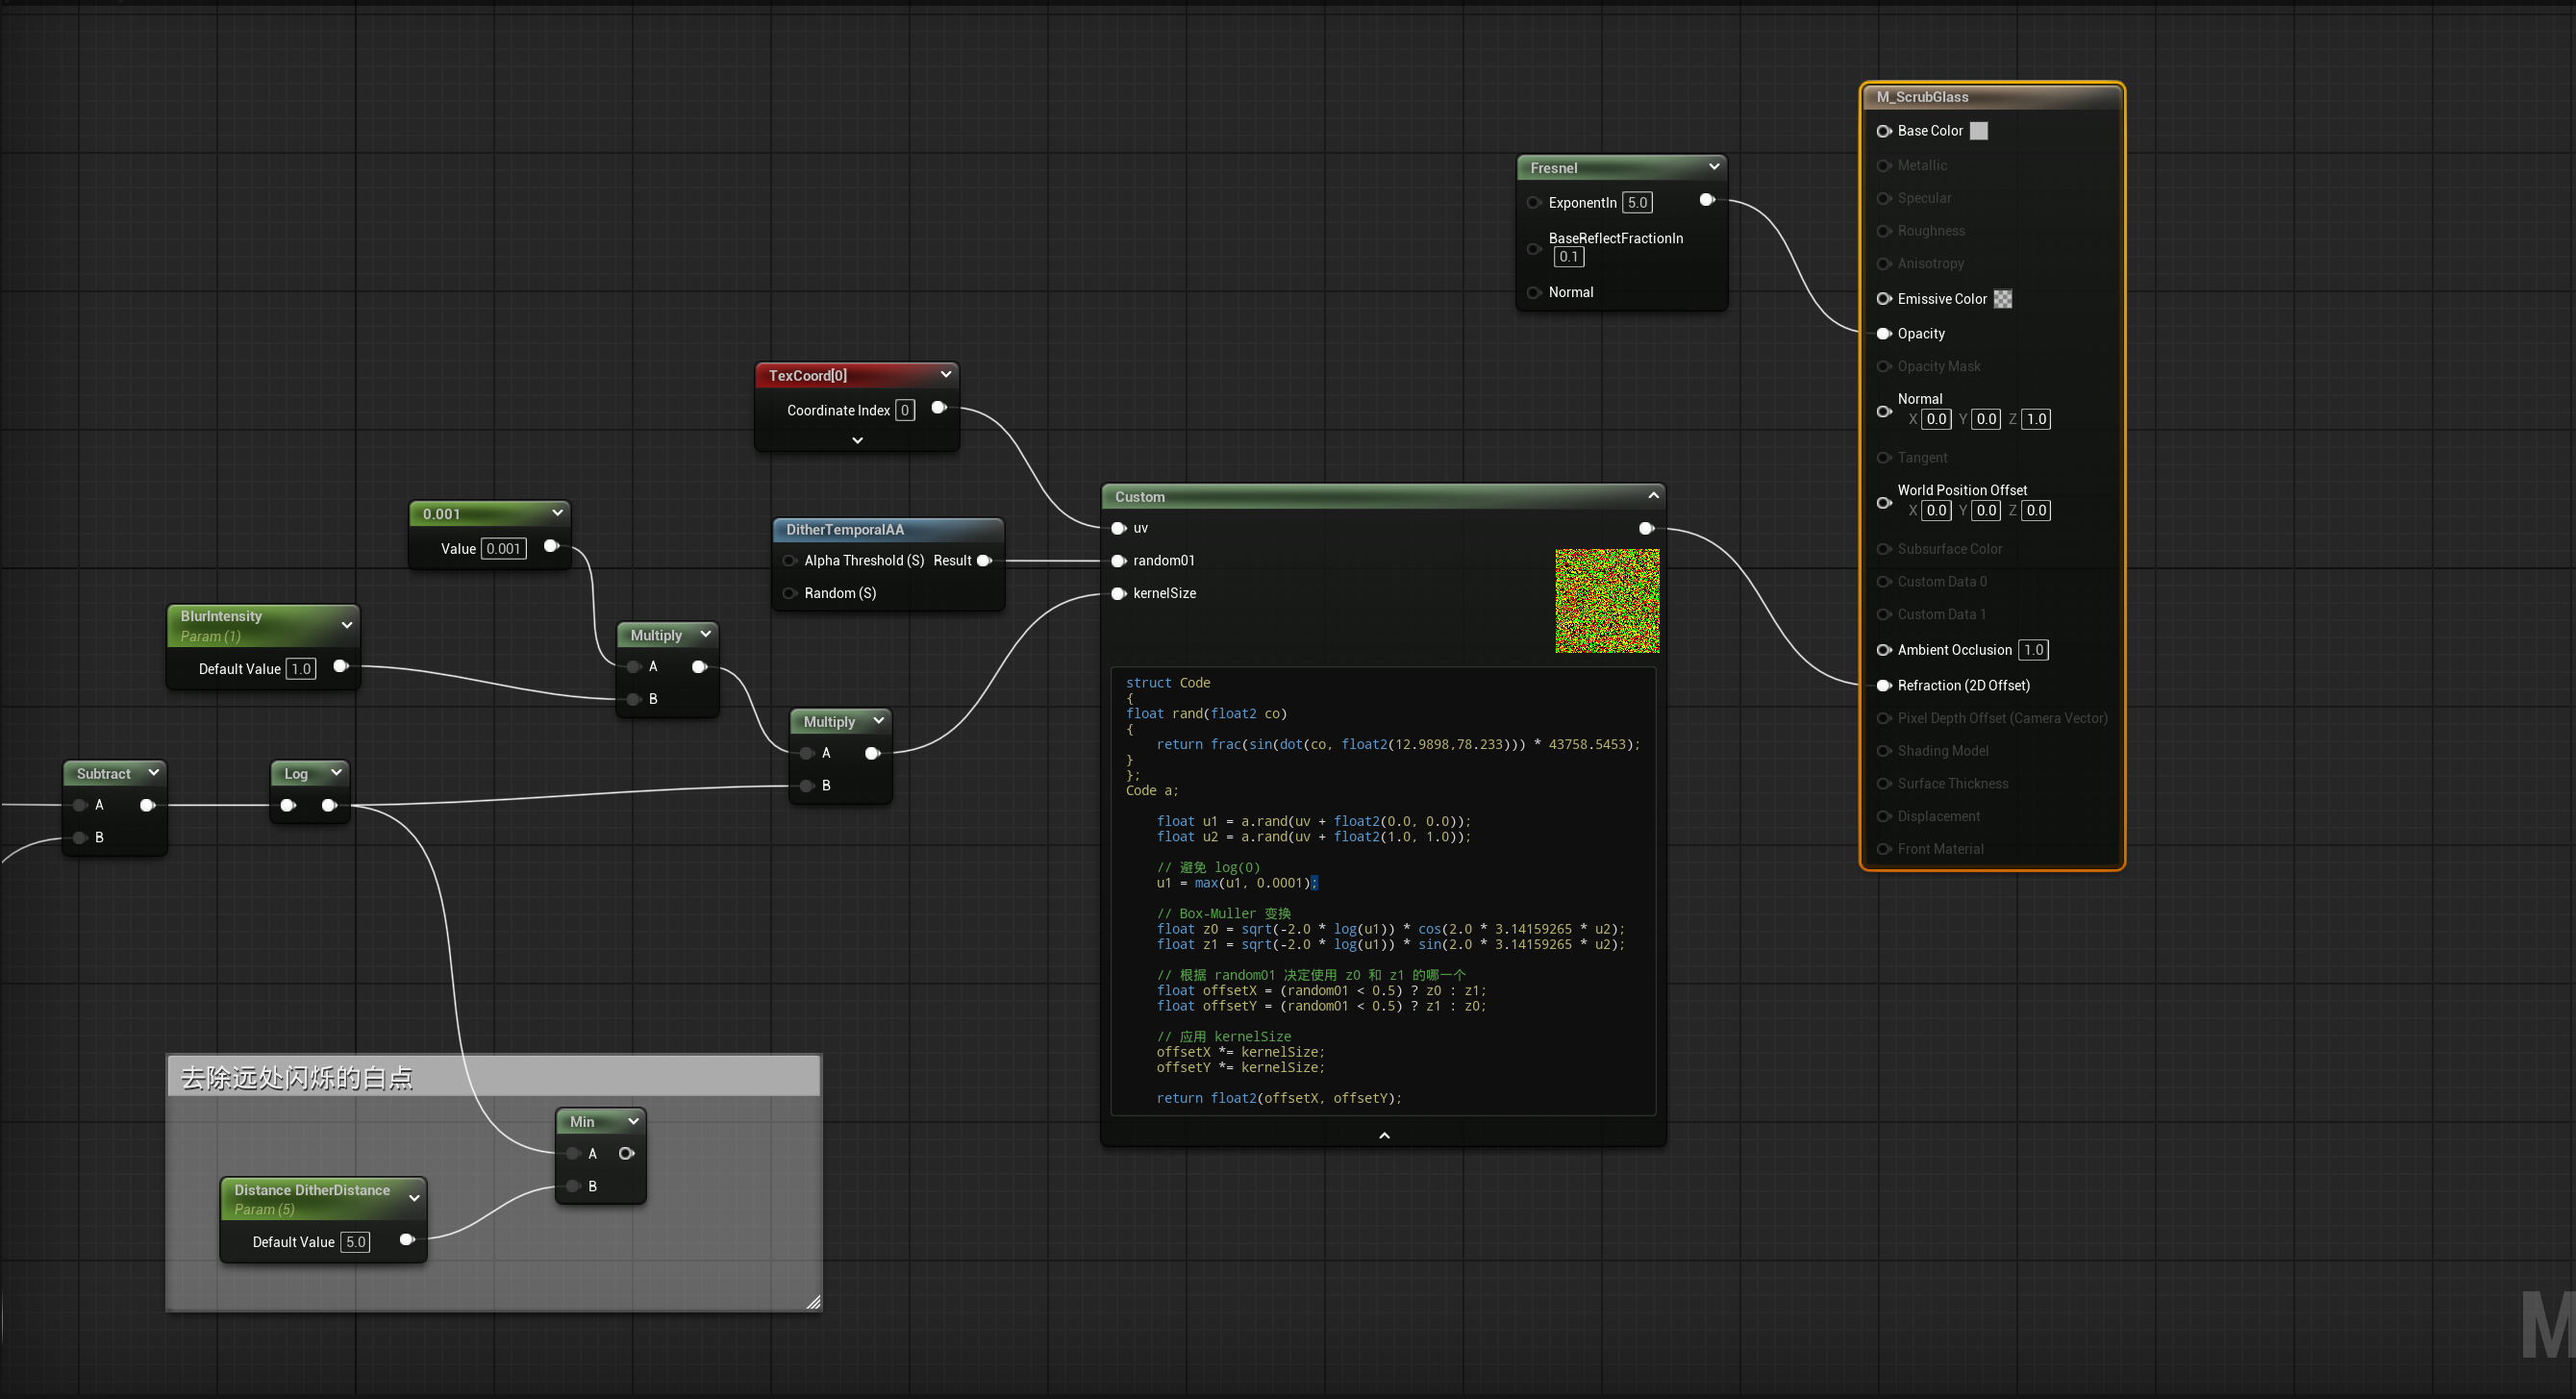 M_ScrubGlass
Base Color
Metallic
Specular
Roughness
Anisotropy
Emissive Color
Opacity
Opacity Mask
Normal
X 0.0 Y 0.0 Z 1.0
Tangent
World Position Offset
X 0.0 Y 0.0 Z 0.0
Subsurface Color
Custom Data 0
Custom Data 1
Ambient Occlusion 1.0
Refraction (2D Offset)
Pixel Depth Offset (Camera Vector)
Shading Model
Surface Thickness
Displacement
Front Material
Fresnel
ExponentIn 5.0
BaseReflectFractionIn
0.1
Normal
TexCoord[0]
Coordinate Index 0
0.001
Value 0.001
DitherTemporalAA
Alpha Threshold (S) Result
Random (S)
BlurIntensity
Param (1)
Default Value 1.0
Multiply
A
B
Multiply
A
B
Subtract
A
B
Log
Custom
uv
random01
kernelSize
struct Code
{
float rand(float2 co)
{
return frac(sin(dot(co, float2(12.9898,78.233))) * 43758.5453);
}
};
Code a;
float u1 = a.rand(uv + float2(0.0, 0.0));
float u2 = a.rand(uv + float2(1.0, 1.0));
// 避免 log(0)
u1 = max(u1, 0.0001);
// Box-Muller 变换
float z0 = sqrt(-2.0 * log(u1)) * cos(2.0 * 3.14159265 * u2);
float z1 = sqrt(-2.0 * log(u1)) * sin(2.0 * 3.14159265 * u2);
// 根据 random01 决定使用 z0 和 z1 的哪一个
float offsetX = (random01 < 0.5) ? z0 : z1;
float offsetY = (random01 < 0.5) ? z1 : z0;
// 应用 kernelSize
offsetX *= kernelSize;
offsetY *= kernelSize;
return float2(offsetX, offsetY);
去除远处闪烁的白点
Min
A
B
Distance DitherDistance
Param (5)
Default Value 5.0
M